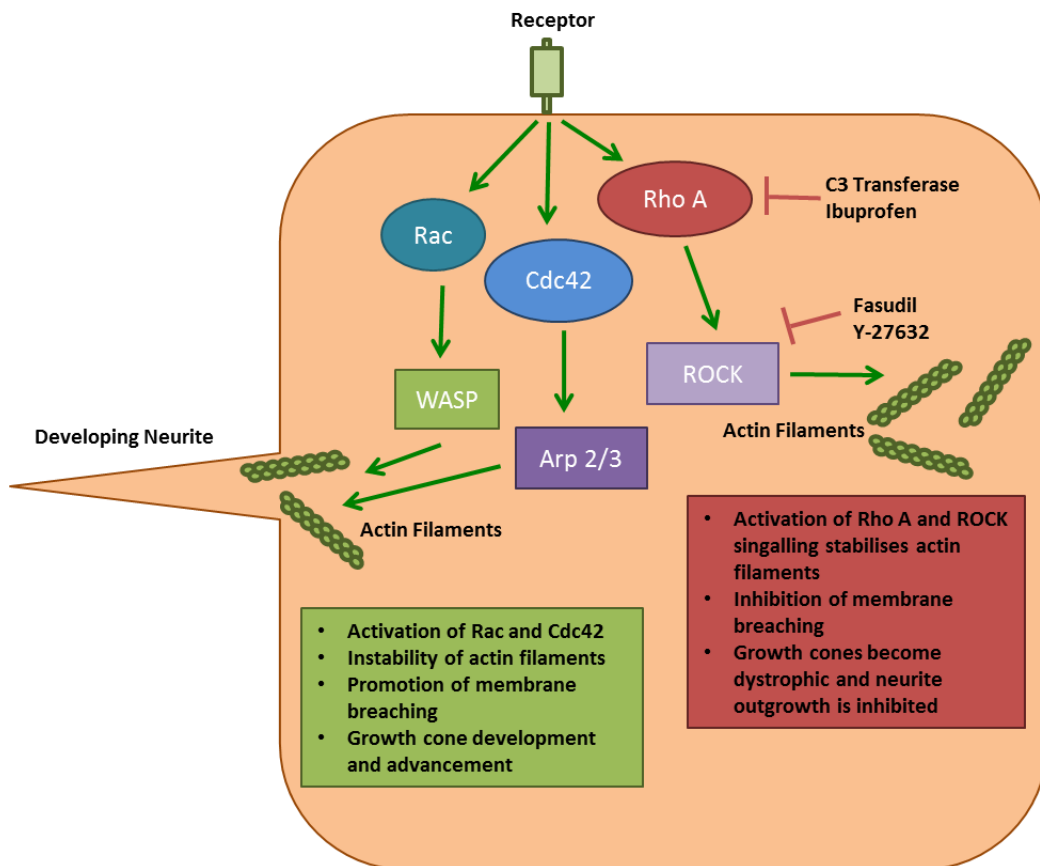 Receptor
Rho A
C3 Transferase
Ibuprofen
Rac
Cdc42
Fasudil
Y-27632
ROCK
WASP
Actin Filaments
Developing Neurite
Arp 2/3
Actin Filaments
• Activation of Rho A and ROCK
singalling stabilises actin
filaments
• Inhibition of membrane
breaching
• Growth cones become
dystrophic and neurite
outgrowth is inhibited
• Activation of Rac and Cdc42
• Instability of actin filaments
• Promotion of membrane
breaching
• Growth cone development
and advancement